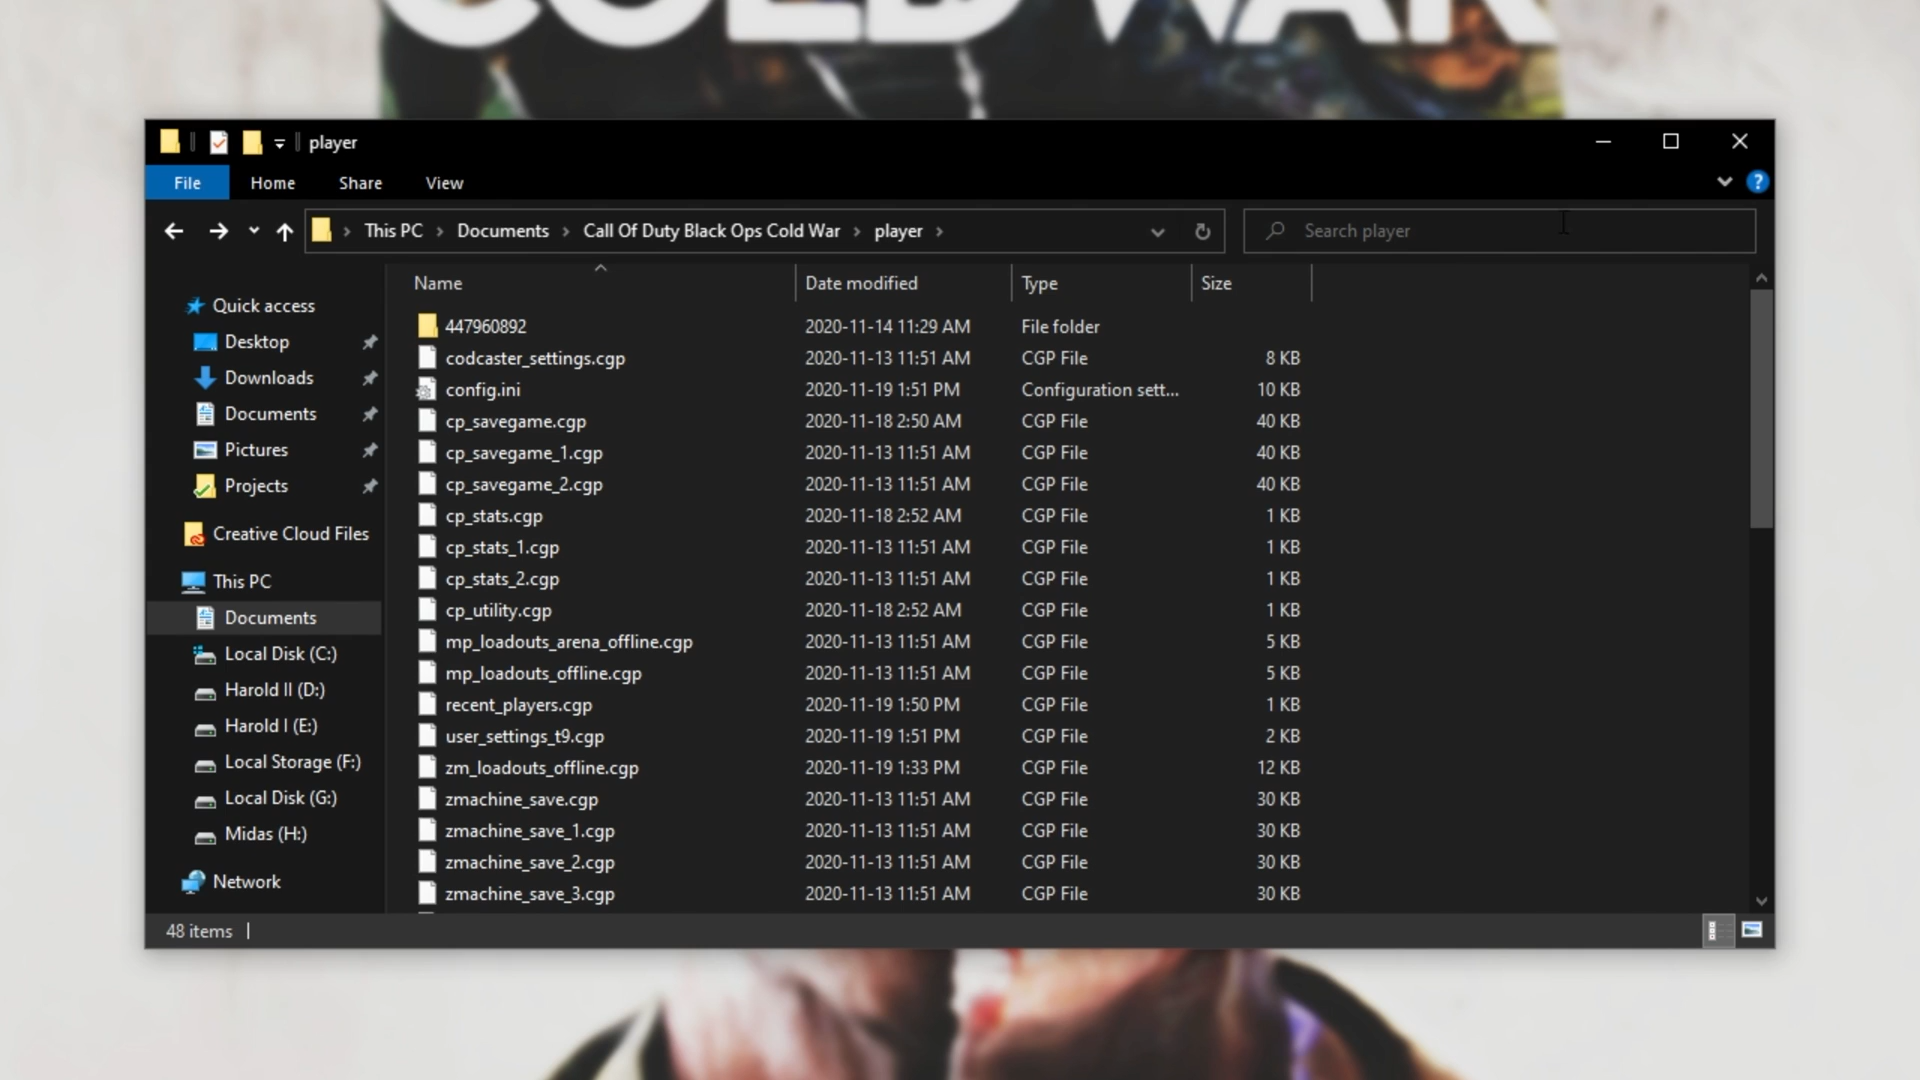 COLD WAR
player
File Home Share View
This PC Documents Call Of Duty Black Ops Cold War player
Search player
Name Date modified Type Size
Quick access
Desktop
Downloads
Documents
Pictures
Projects
Creative Cloud Files
This PC
Documents
Local Disk (C:)
Harold II (D:)
Harold I (E:)
Local Storage (F:)
Local Disk (G:)
Midas (H:)
Network
447960892 2020-11-14 11:29 AM File folder
codcaster_settings.cgp 2020-11-13 11:51 AM CGP File 8 KB
config.ini 2020-11-19 1:51 PM Configuration sett... 10 KB
cp_savegame.cgp 2020-11-18 2:50 AM CGP File 40 KB
cp_savegame_1.cgp 2020-11-13 11:51 AM CGP File 40 KB
cp_savegame_2.cgp 2020-11-13 11:51 AM CGP File 40 KB
cp_stats.cgp 2020-11-18 2:52 AM CGP File 1 KB
cp_stats_1.cgp 2020-11-13 11:51 AM CGP File 1 KB
cp_stats_2.cgp 2020-11-13 11:51 AM CGP File 1 KB
cp_utility.cgp 2020-11-18 2:52 AM CGP File 1 KB
mp_loadouts_arena_offline.cgp 2020-11-13 11:51 AM CGP File 5 KB
mp_loadouts_offline.cgp 2020-11-13 11:51 AM CGP File 5 KB
recent_players.cgp 2020-11-19 1:50 PM CGP File 1 KB
user_settings_t9.cgp 2020-11-19 1:51 PM CGP File 2 KB
zm_loadouts_offline.cgp 2020-11-19 1:33 PM CGP File 12 KB
zmachine_save.cgp 2020-11-13 11:51 AM CGP File 30 KB
zmachine_save_1.cgp 2020-11-13 11:51 AM CGP File 30 KB
zmachine_save_2.cgp 2020-11-13 11:51 AM CGP File 30 KB
zmachine_save_3.cgp 2020-11-13 11:51 AM CGP File 30 KB
48 items